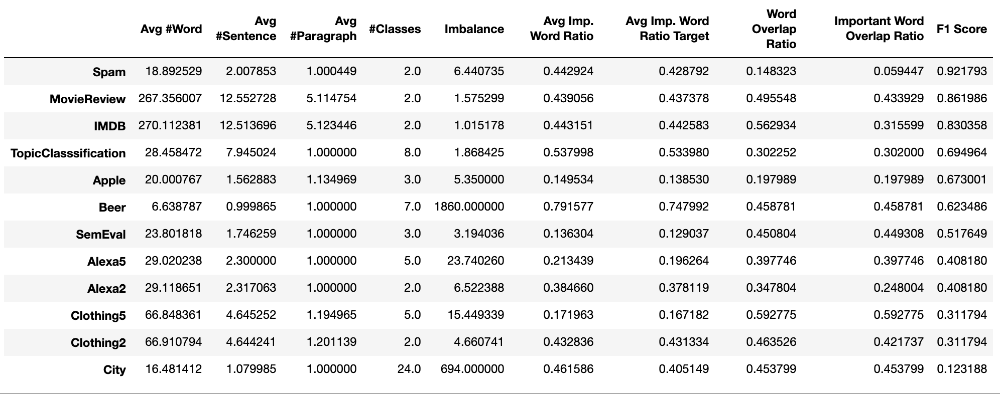 Avg #Word Avg #Sentence Avg #Paragraph #Classes Imbalance Avg Imp. Word Ratio Avg Imp. Word Ratio Target Word Overlap Ratio Important Word Overlap Ratio F1 Score
Spam 18.892529 2.007853 1.000449 2.0 6.440735 0.442924 0.428792 0.148323 0.059447 0.921793
MovieReview 267.356007 12.552728 5.114754 2.0 1.575299 0.439056 0.437378 0.495548 0.433929 0.861986
IMDB 270.112381 12.513696 5.123446 2.0 1.015178 0.443151 0.442583 0.562934 0.315599 0.830358
TopicClasssification 28.458472 7.945024 1.000000 8.0 1.868425 0.537998 0.533980 0.302252 0.302000 0.694964
Apple 20.000767 1.562883 1.134969 3.0 5.350000 0.149534 0.138530 0.197989 0.197989 0.673001
Beer 6.638787 0.999865 1.000000 7.0 1860.000000 0.791577 0.747992 0.458781 0.458781 0.623486
SemEval 23.801818 1.746259 1.000000 3.0 3.194036 0.136304 0.129037 0.450804 0.449308 0.517649
Alexa5 29.020238 2.300000 1.000000 5.0 23.740260 0.213439 0.196264 0.397746 0.397746 0.408180
Alexa2 29.118651 2.317063 1.000000 2.0 6.522388 0.384660 0.378119 0.347804 0.248004 0.408180
Clothing5 66.848361 4.645252 1.194965 5.0 15.449339 0.171963 0.167182 0.592775 0.592775 0.311794
Clothing2 66.910794 4.644241 1.201139 2.0 4.660741 0.432836 0.431334 0.463526 0.421737 0.311794
City 16.481412 1.079985 1.000000 24.0 694.000000 0.461586 0.405149 0.453799 0.453799 0.123188